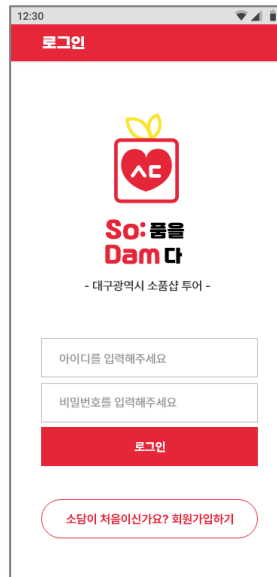 12:30
로그인
ㅅㄷ
So: 품을
Dam 다
- 대구광역시 소품샵 투어 -
아이디를 입력해주세요
비밀번호를 입력해주세요
로그인
소담이 처음이신가요? 회원가입하기